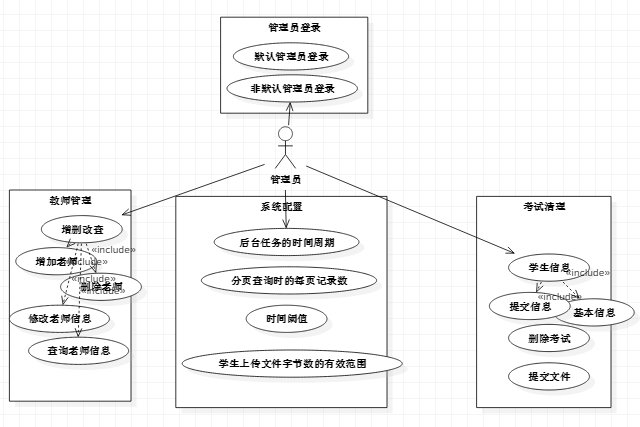 管理员登录
默认管理员登录
非默认管理员登录
管理员
教师管理
增删改查
«include»
增加老师
«include»
«include»
删除老师
«include»
修改老师信息
查询老师信息
系统配置
后台任务的时间周期
分页查询时的每页记录数
时间阈值
学生上传文件字节数的有效范围
考试清理
学生信息
«include»
«include»
提交信息
基本信息
删除考试
提交文件